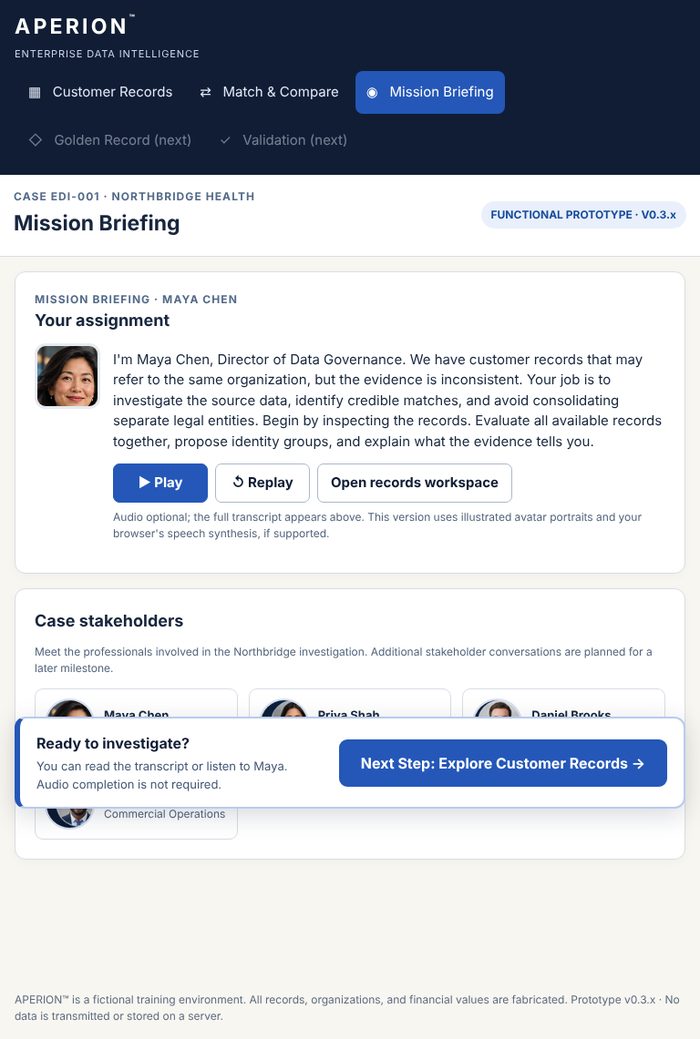 APERION™
ENTERPRISE DATA INTELLIGENCE
Customer Records
Match & Compare
Mission Briefing
Golden Record (next)
Validation (next)
CASE EDI-001 · NORTHBRIDGE HEALTH
Mission Briefing
FUNCTIONAL PROTOTYPE · V0.3.x
MISSION BRIEFING · MAYA CHEN
Your assignment
I'm Maya Chen, Director of Data Governance. We have customer records that may
refer to the same organization, but the evidence is inconsistent. Your job is to
investigate the source data, identify credible matches, and avoid consolidating
separate legal entities. Begin by inspecting the records. Evaluate all available records
together, propose identity groups, and explain what the evidence tells you.
▶ Play
↺ Replay
Open records workspace
Audio optional; the full transcript appears above. This version uses illustrated avatar portraits and your
browser's speech synthesis, if supported.
Case stakeholders
Meet the professionals involved in the Northbridge investigation. Additional stakeholder conversations are planned for a
later milestone.
Maya Chen
Priya Shah
Daniel Brooks
Ready to investigate?
You can read the transcript or listen to Maya.
Audio completion is not required.
Next Step: Explore Customer Records →
Commercial Operations
APERION™ is a fictional training environment. All records, organizations, and financial values are fabricated. Prototype v0.3.x · No
data is transmitted or stored on a server.